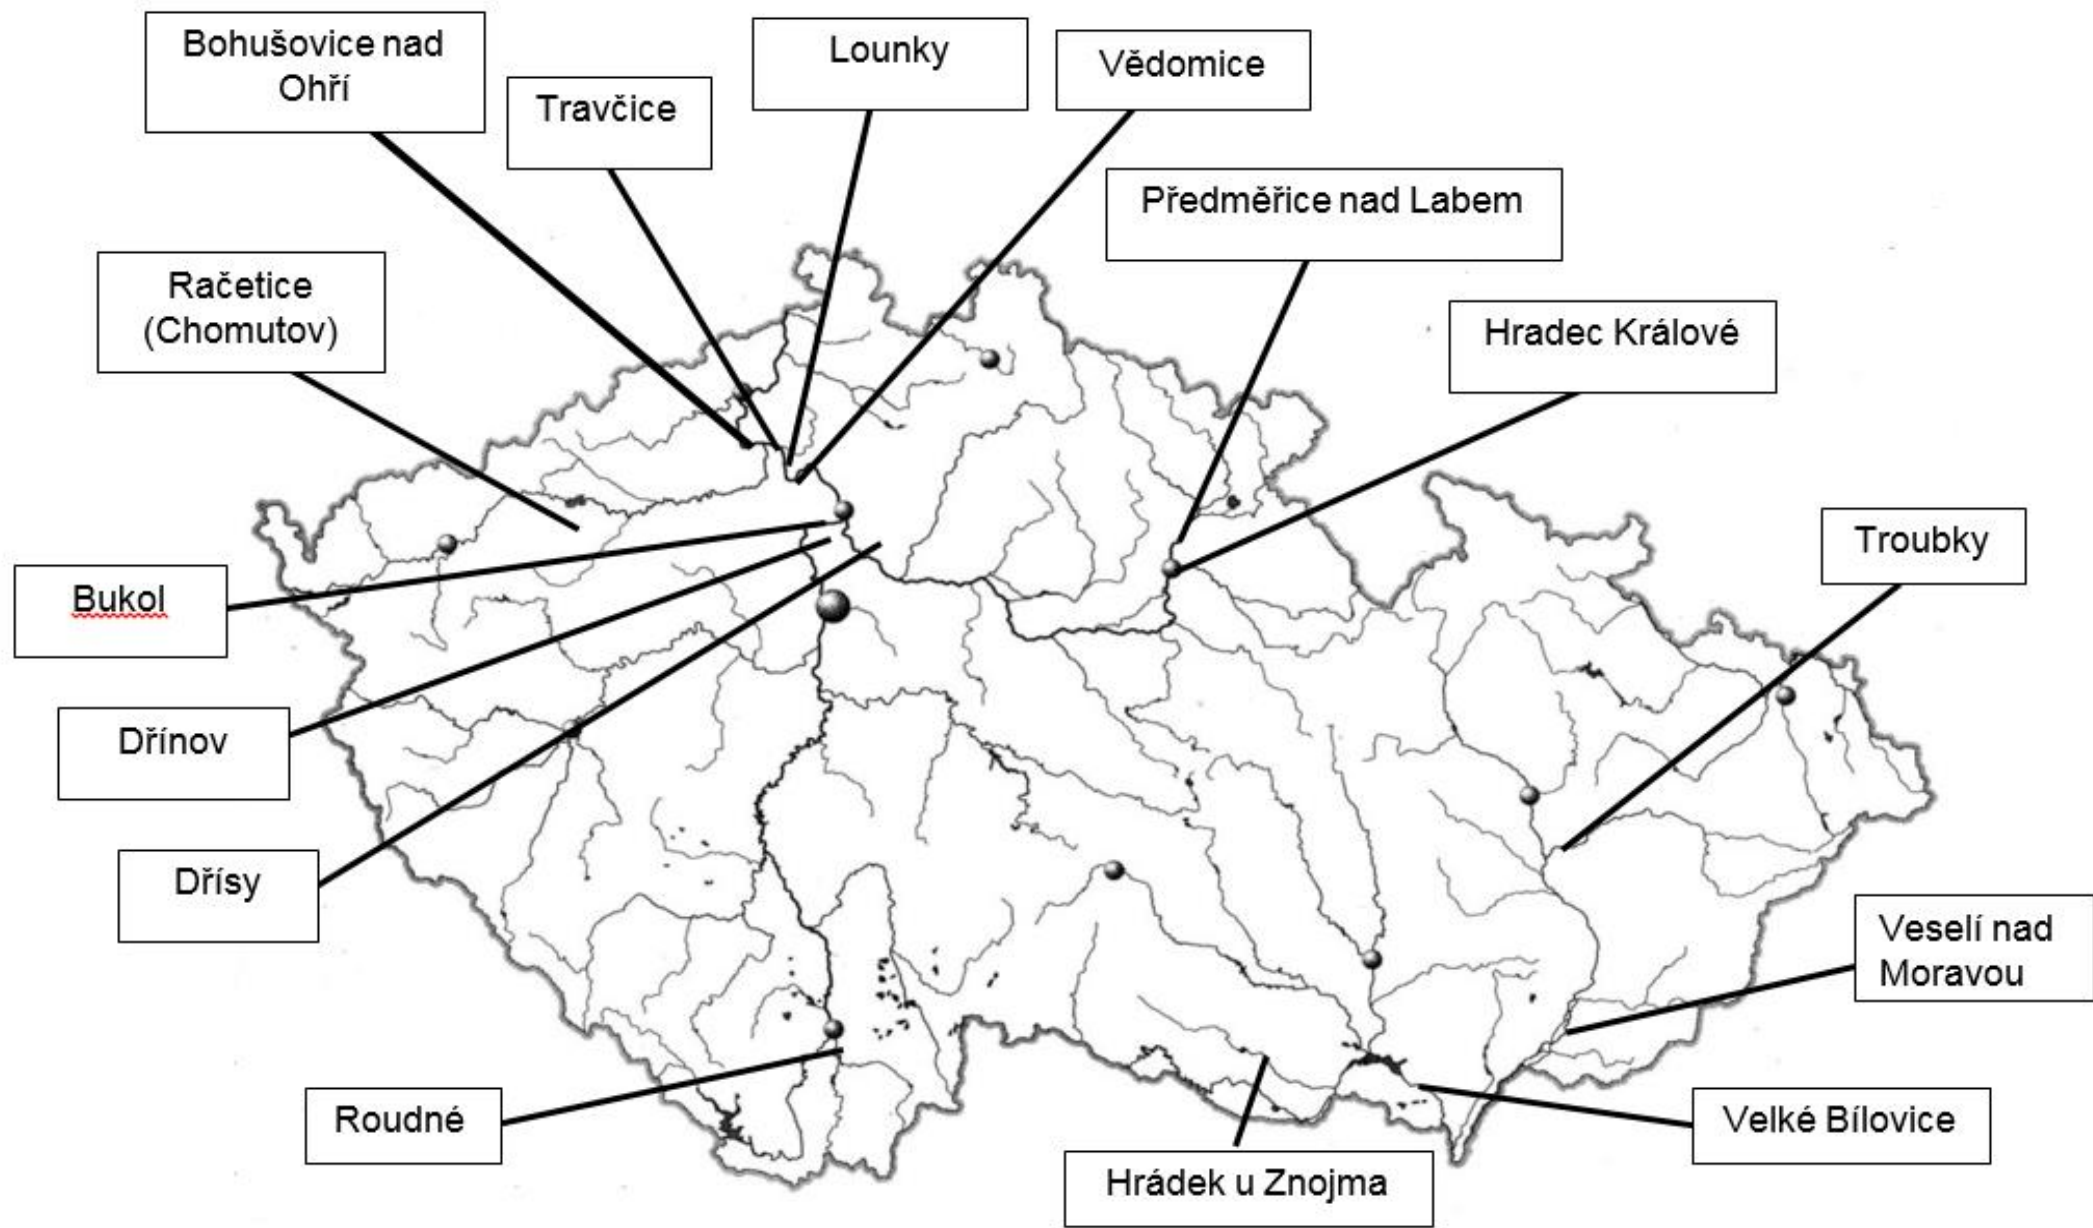 Bohušovice nad
Ohří
Travčice
Lounky
Vědomice
Předměřice nad Labem
Račetice
(Chomutov)
Hradec Králové
Troubky
Bukol
Dřínov
Dřísy
Veselí nad
Moravou
Roudné
Velké Bílovice
Hrádek u Znojma